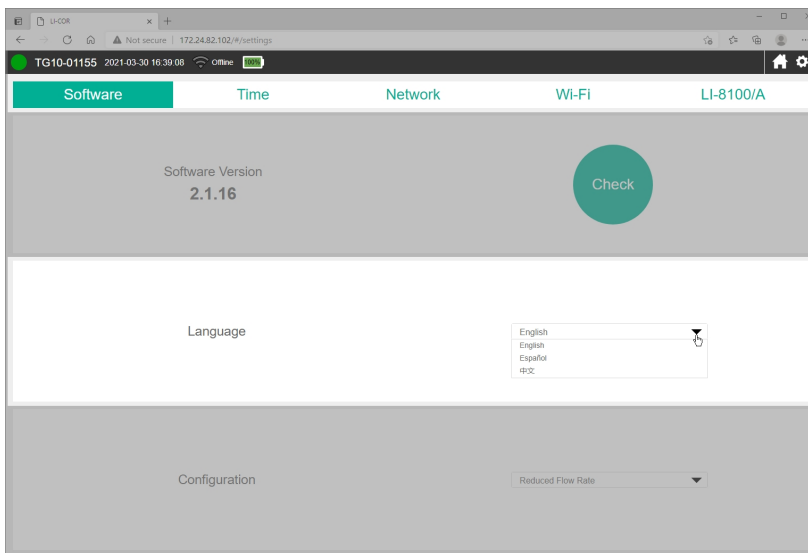 LI-COR
Not secure | 172.24.82.102/#/settings
TG10-01155 2021-03-30 16:39:08 Offline 100%
Software Time Network Wi-Fi LI-8100/A
Software Version
2.1.16
Check
Language
English
English
Español
中文
Configuration
Reduced Flow Rate